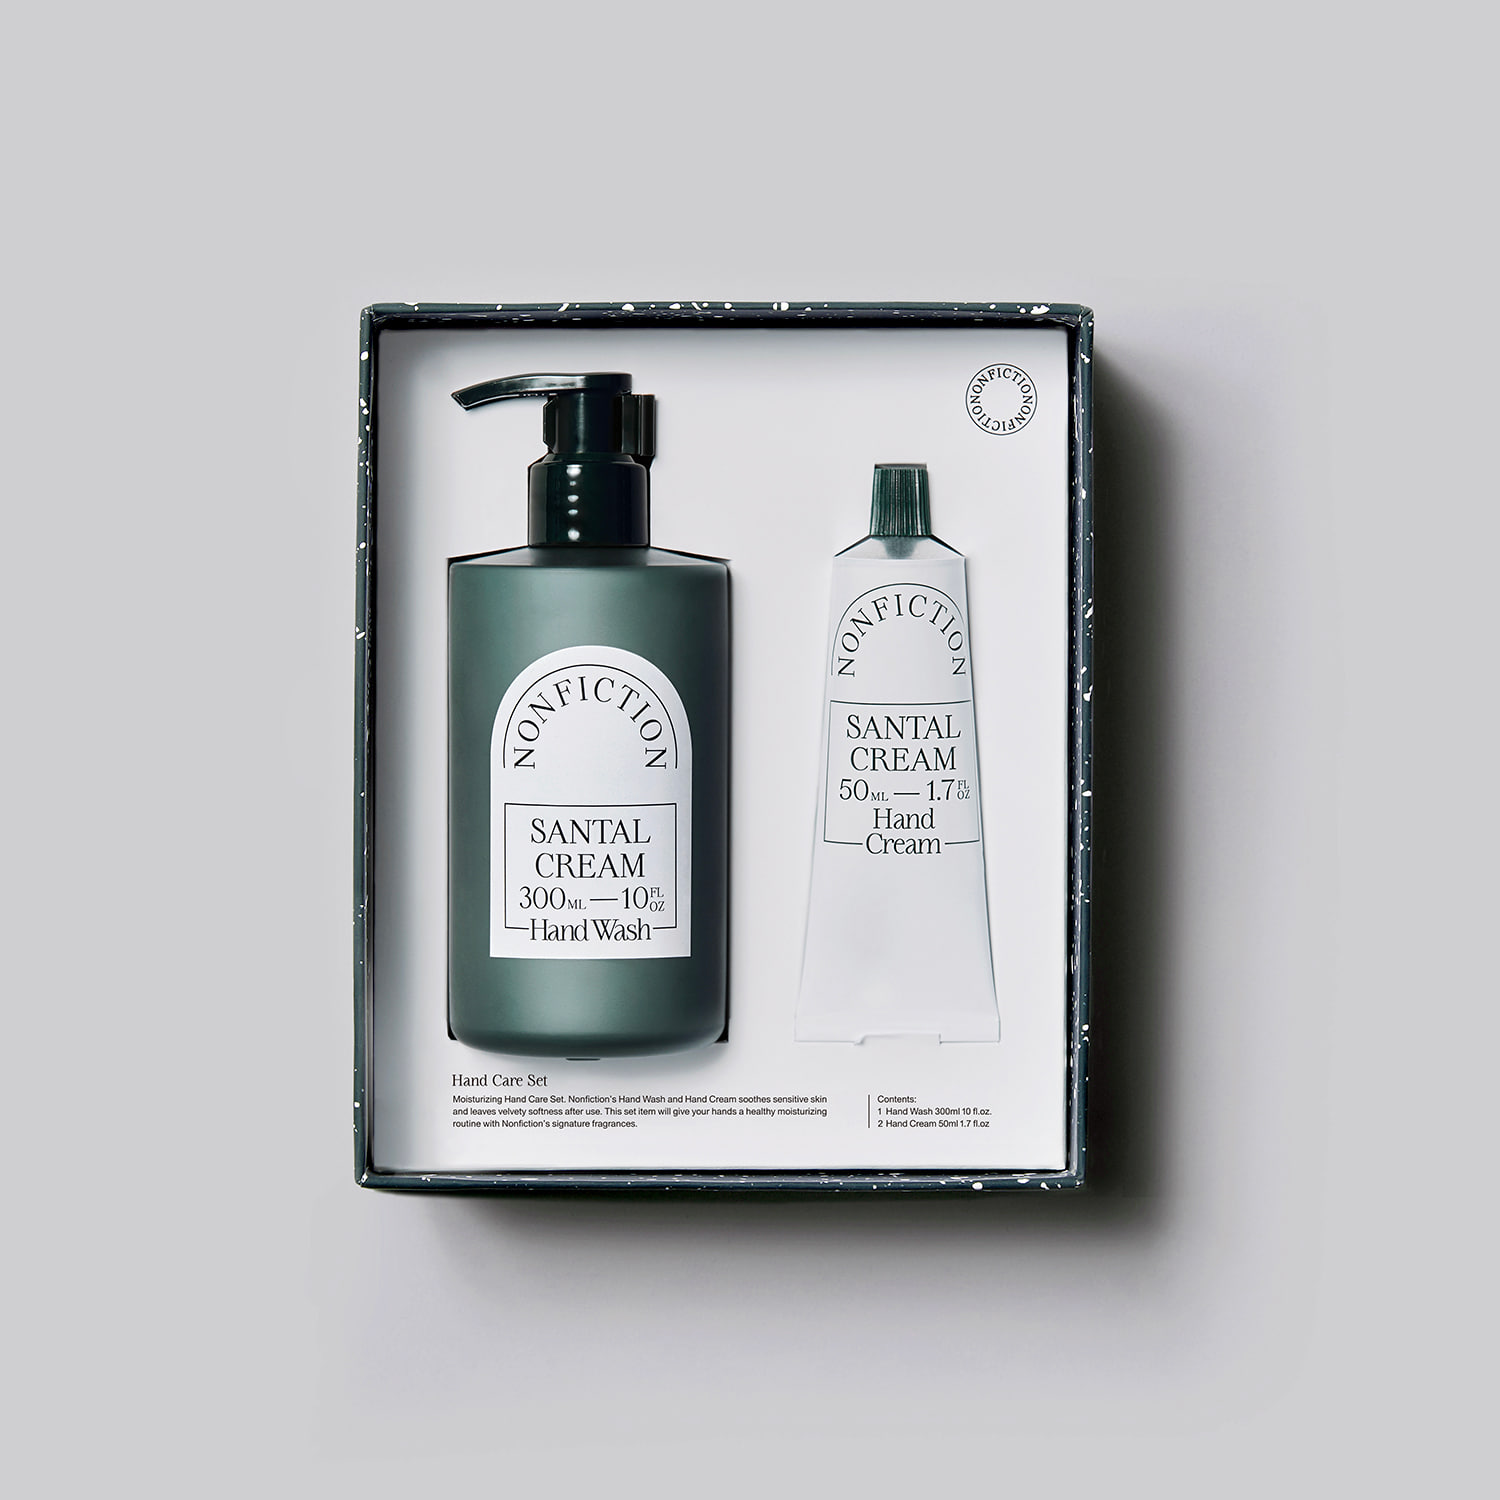 NONFICTIONONFICTIONONFICTIO
NONFICTION
SANTAL
CREAM
300ML—10FL OZ
Hand Wash
NONFICTION
SANTAL
CREAM
50ML—1.7FL OZ
Hand
Cream
Hand Care Set
Moisturizing Hand Care Set. Nonfiction's Hand Wash and Hand Cream soothes sensitive skin
and leaves velvety softness after use. This set item will give your hands a healthy moisturizing
routine with Nonfiction's signature fragrances.
Contents:
1 Hand Wash 300ml 10 fl.oz.
2 Hand Cream 50ml 1.7 fl.oz